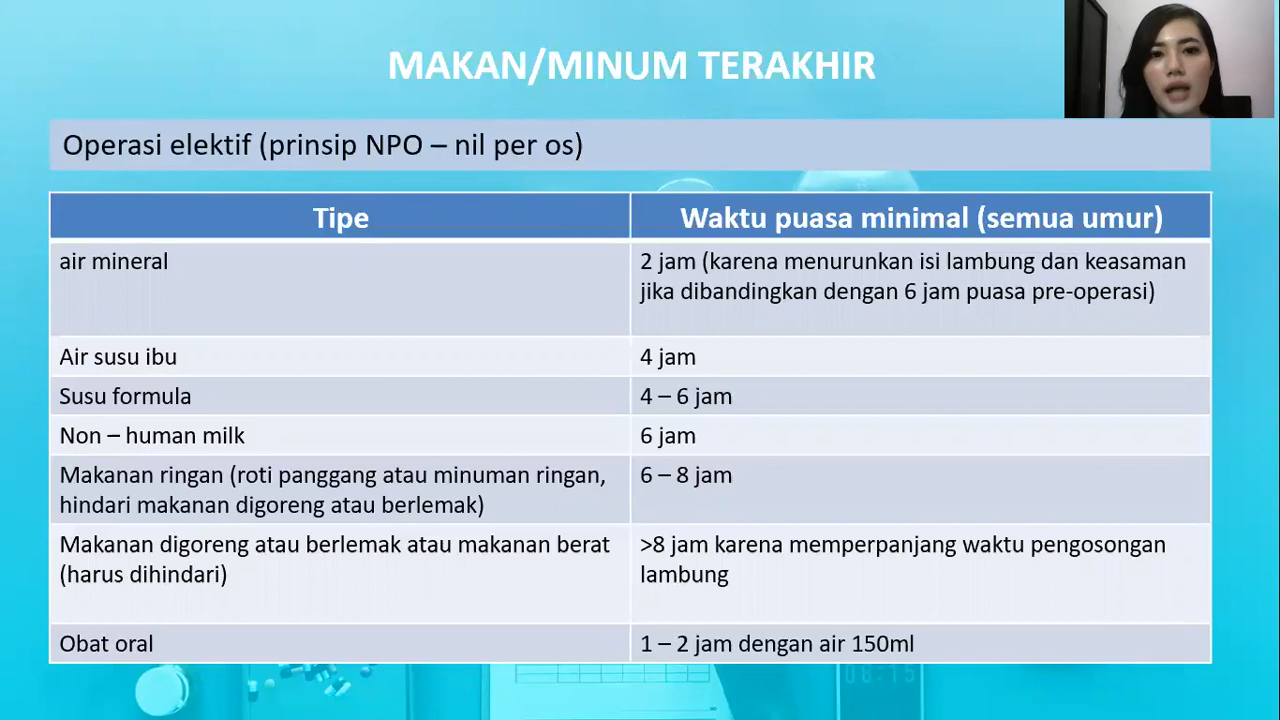 MAKAN/MINUM TERAKHIR
Operasi elektif (prinsip NPO – nil per os)
Tipe
Waktu puasa minimal (semua umur)
air mineral
2 jam (karena menurunkan isi lambung dan keasaman
jika dibandingkan dengan 6 jam puasa pre-operasi)
Air susu ibu
4 jam
Susu formula
4 – 6 jam
Non – human milk
6 jam
Makanan ringan (roti panggang atau minuman ringan,
hindari makanan digoreng atau berlemak)
6 – 8 jam
Makanan digoreng atau berlemak atau makanan berat
(harus dihindari)
>8 jam karena memperpanjang waktu pengosongan
lambung
Obat oral
1 – 2 jam dengan air 150ml
08:15